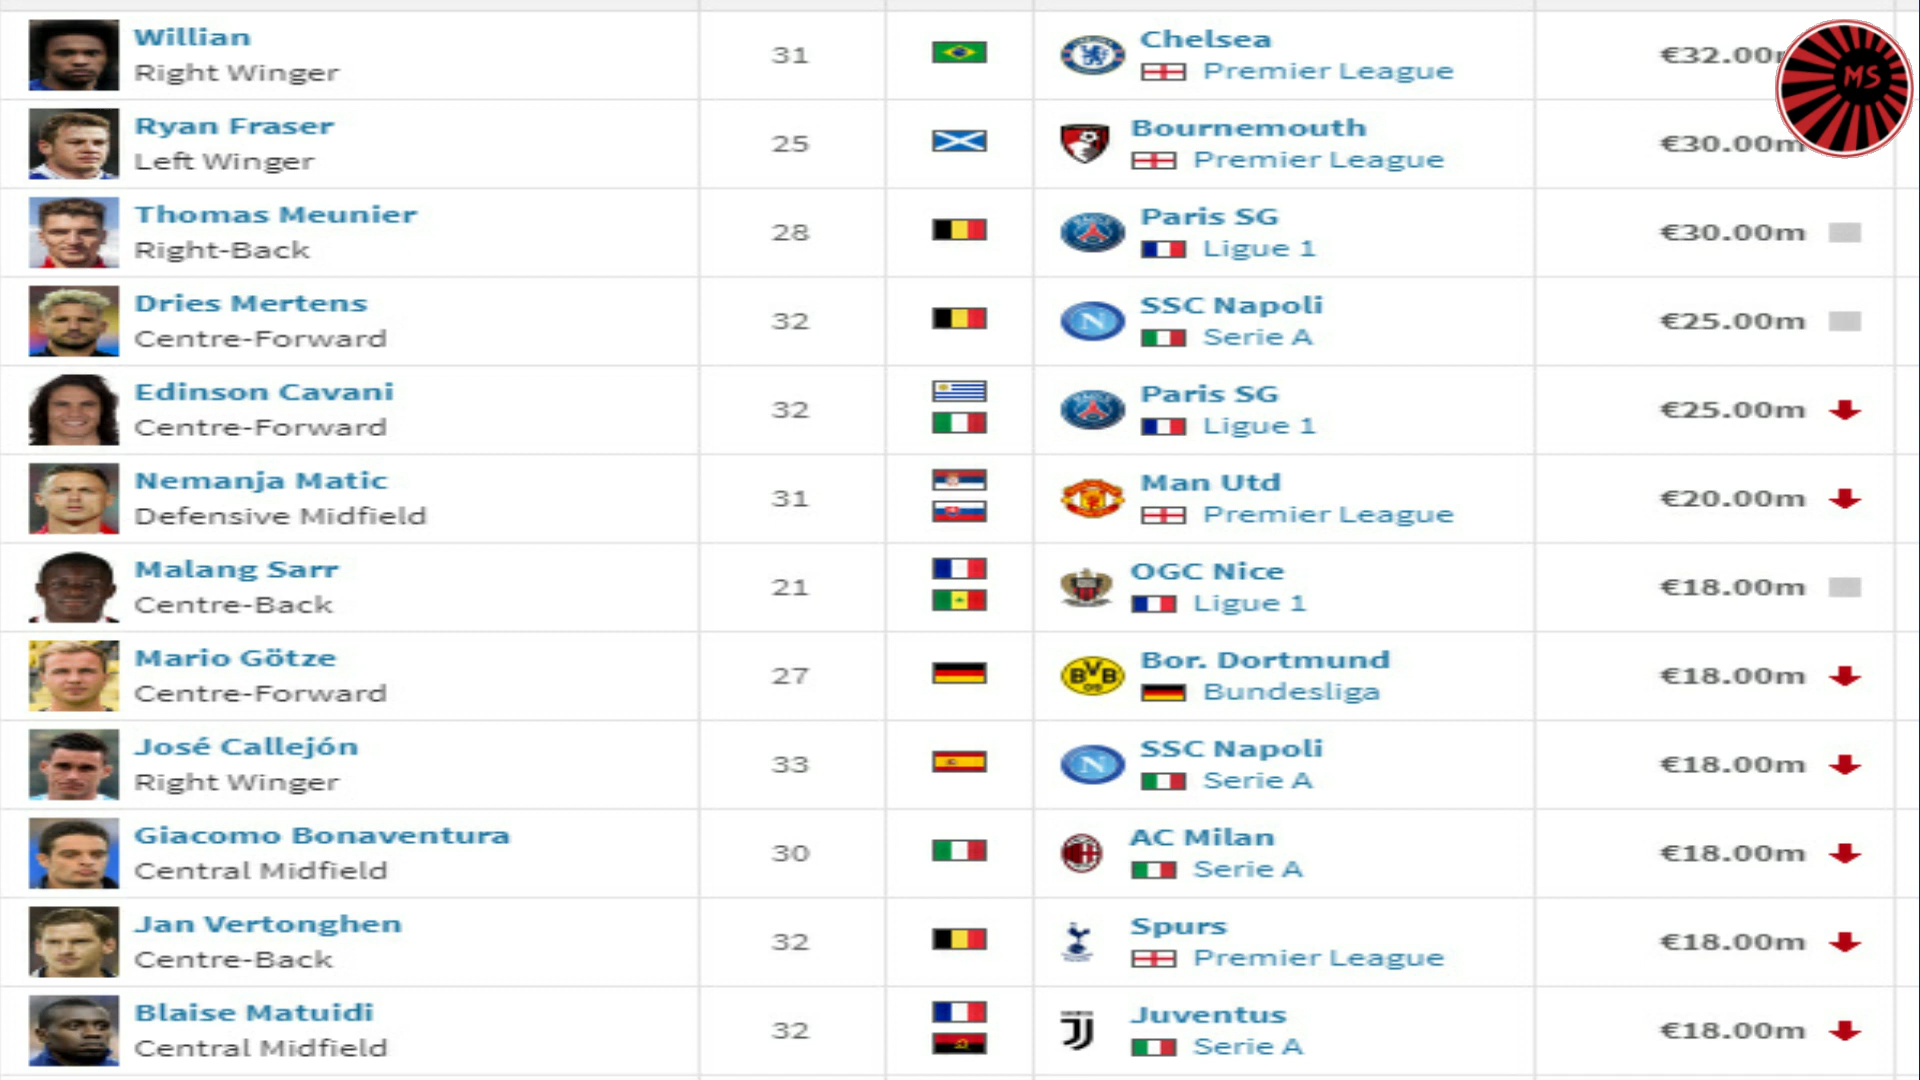 Willian
Right Winger
31
Chelsea
Premier League
€32.00
MS
Ryan Fraser
Left Winger
25
Bournemouth
Premier League
€30.00m
Thomas Meunier
Right-Back
28
Paris SG
Ligue 1
€30.00m
Dries Mertens
Centre-Forward
32
N
SSC Napoli
Serie A
€25.00m
Edinson Cavani
Centre-Forward
32
Paris SG
Ligue 1
€25.00m
Nemanja Matic
Defensive Midfield
31
Man Utd
Premier League
€20.00m
Malang Sarr
Centre-Back
21
OGC Nice
Ligue 1
€18.00m
Mario Götze
Centre-Forward
27
BVB
09
Bor. Dortmund
Bundesliga
€18.00m
José Callejón
Right Winger
33
N
SSC Napoli
Serie A
€18.00m
Giacomo Bonaventura
Central Midfield
30
AC Milan
Serie A
€18.00m
Jan Vertonghen
Centre-Back
32
Spurs
Premier League
€18.00m
Blaise Matuidi
Central Midfield
32
Juventus
Serie A
€18.00m